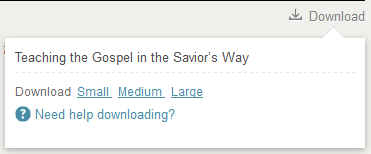 Download
Teaching the Gospel in the Savior's Way
Download Small Medium Large
? Need help downloading?